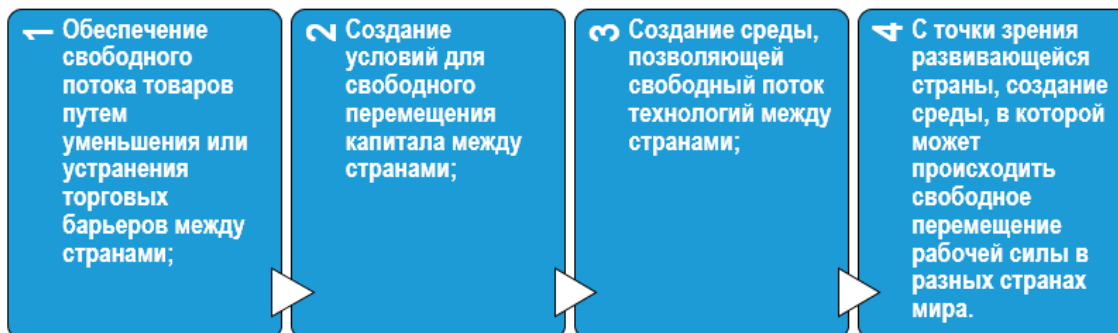 1 Обеспечение
свободного
потока товаров
путем
уменьшения или
устранения
торговых
барьеров между
странами;
2 Создание
условий для
свободного
перемещения
капитала между
странами;
3 Создание среды,
позволяющей
свободный поток
технологий между
странами;
4 С точки зрения
развивающейся
страны, создание
среды, в которой
может
происходить
свободное
перемещение
рабочей силы в
разных странах
мира.